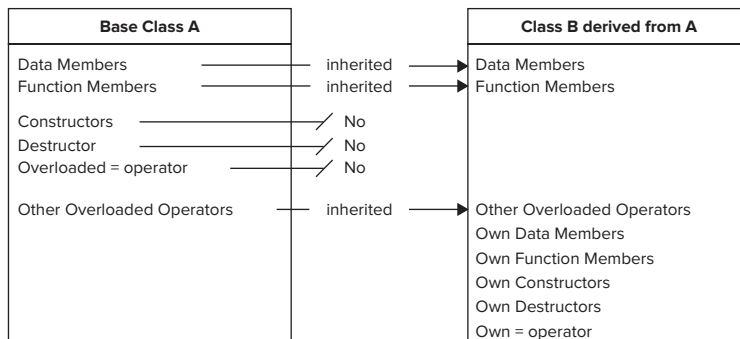 Base Class A
Class B derived from A
Data Members inherited Data Members
Function Members inherited Function Members
Constructors No
Destructor No
Overloaded = operator No
Other Overloaded Operators inherited Other Overloaded Operators
Own Data Members
Own Function Members
Own Constructors
Own Destructors
Own = operator